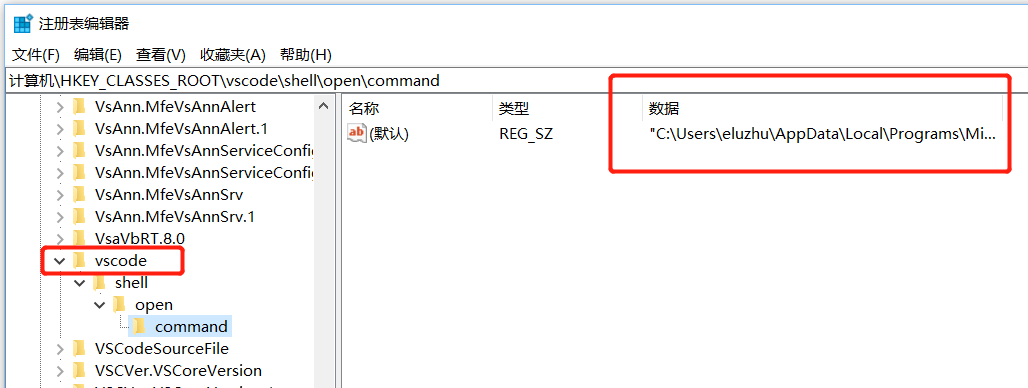 注册表编辑器
文件(F) 编辑(E) 查看(V) 收藏夹(A) 帮助(H)
计算机\HKEY_CLASSES_ROOT\vscode\shell\open\command
VsAnn.MfeVsAnnAlert
VsAnn.MfeVsAnnAlert.1
VsAnn.MfeVsAnnServiceConfig
VsAnn.MfeVsAnnServiceConfig
VsAnn.MfeVsAnnSrv
VsAnn.MfeVsAnnSrv.1
VsaVbRT.8.0
vscode
shell
open
command
VSCodeSourceFile
VSCVer.VSCoreVersion
名称 类型 数据
ab (默认) REG_SZ "C:\Users\eluzhu\AppData\Local\Programs\Mi...